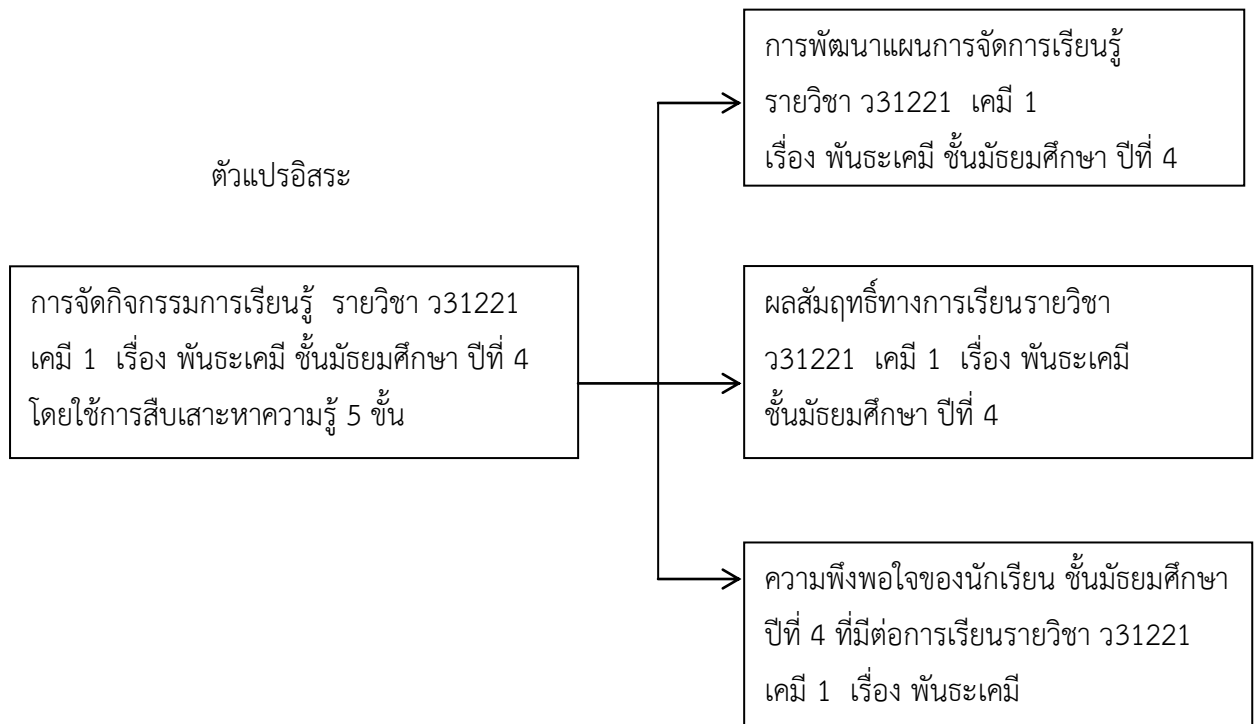 การพัฒนาแผนการจัดการเรียนรู้
รายวิชา ว31221 เคมี 1
เรื่อง พันธะเคมี ชั้นมัธยมศึกษา ปีที่ 4
ตัวแปรอิสระ
การจัดกิจกรรมการเรียนรู้ รายวิชา ว31221
เคมี 1 เรื่อง พันธะเคมี ชั้นมัธยมศึกษา ปีที่ 4
โดยใช้การสืบเสาะหาความรู้ 5 ขั้น
ผลสัมฤทธิ์ทางการเรียนรายวิชา
ว31221 เคมี 1 เรื่อง พันธะเคมี
ชั้นมัธยมศึกษา ปีที่ 4
ความพึงพอใจของนักเรียน ชั้นมัธยมศึกษา
ปีที่ 4 ที่มีต่อการเรียนรายวิชา ว31221
เคมี 1 เรื่อง พันธะเคมี